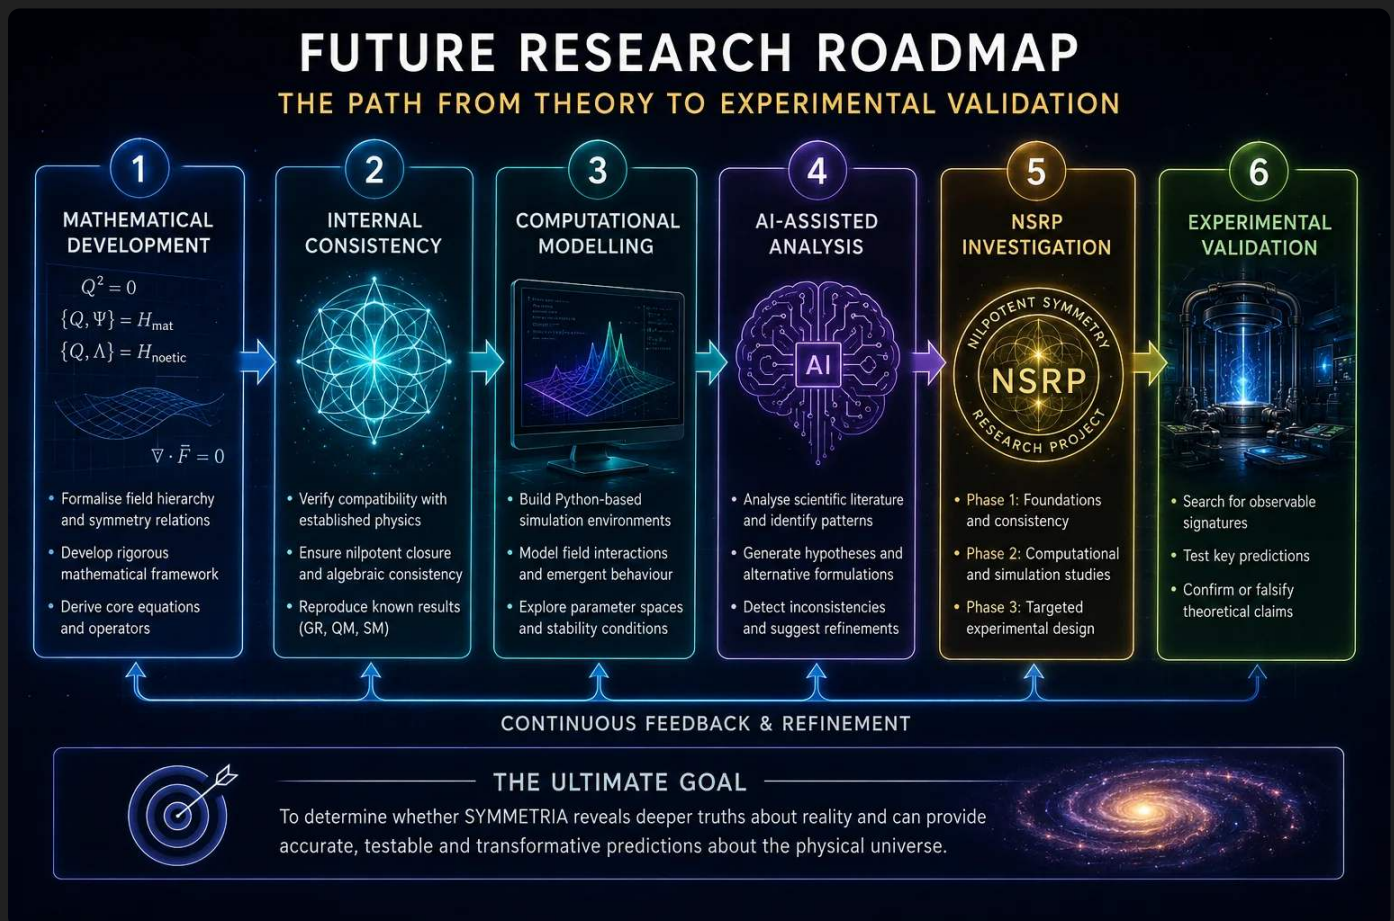 FUTURE RESEARCH ROADMAP
THE PATH FROM THEORY TO EXPERIMENTAL VALIDATION
1
MATHEMATICAL
DEVELOPMENT
Q² = 0
{Q, Ψ} = H_mat
{Q, Λ} = H_noetic
∇̄ · F̄ = 0
• Formalise field hierarchy
and symmetry relations
• Develop rigorous
mathematical framework
• Derive core equations
and operators
2
INTERNAL
CONSISTENCY
• Verify compatibility with
established physics
• Ensure nilpotent closure
and algebraic consistency
• Reproduce known results
(GR, QM, SM)
3
COMPUTATIONAL
MODELLING
• Build Python-based
simulation environments
• Model field interactions
and emergent behaviour
• Explore parameter spaces
and stability conditions
4
AI-ASSISTED
ANALYSIS
AI
• Analyse scientific literature
and identify patterns
• Generate hypotheses and
alternative formulations
• Detect inconsistencies
and suggest refinements
5
NSRP
INVESTIGATION
NILPOTENT SYMMETRY
NSRP
RESEARCH PROJECT
• Phase 1: Foundations
and consistency
• Phase 2: Computational
and simulation studies
• Phase 3: Targeted
experimental design
6
EXPERIMENTAL
VALIDATION
• Search for observable
signatures
• Test key predictions
• Confirm or falsify
theoretical claims
CONTINUOUS FEEDBACK & REFINEMENT
THE ULTIMATE GOAL
To determine whether SYMMETRIA reveals deeper truths about reality and can provide
accurate, testable and transformative predictions about the physical universe.